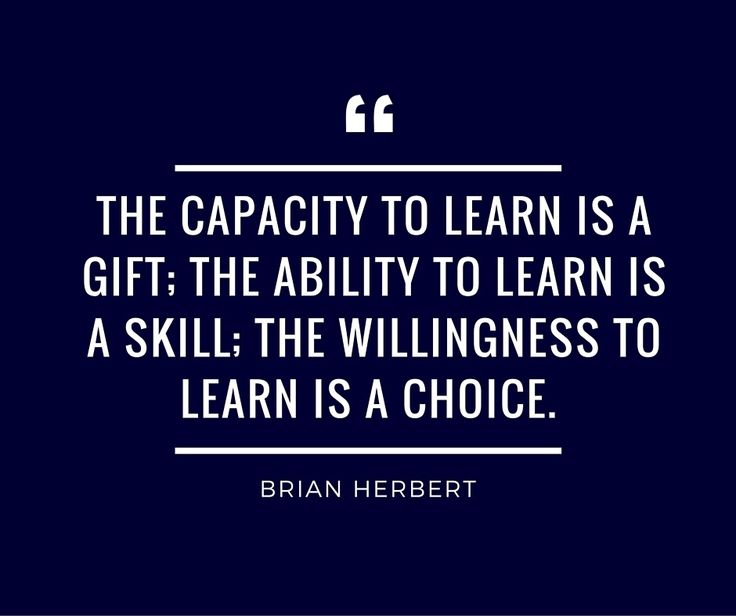 “
THE CAPACITY TO LEARN IS A
GIFT; THE ABILITY TO LEARN IS
A SKILL; THE WILLINGNESS TO
LEARN IS A CHOICE.
BRIAN HERBERT